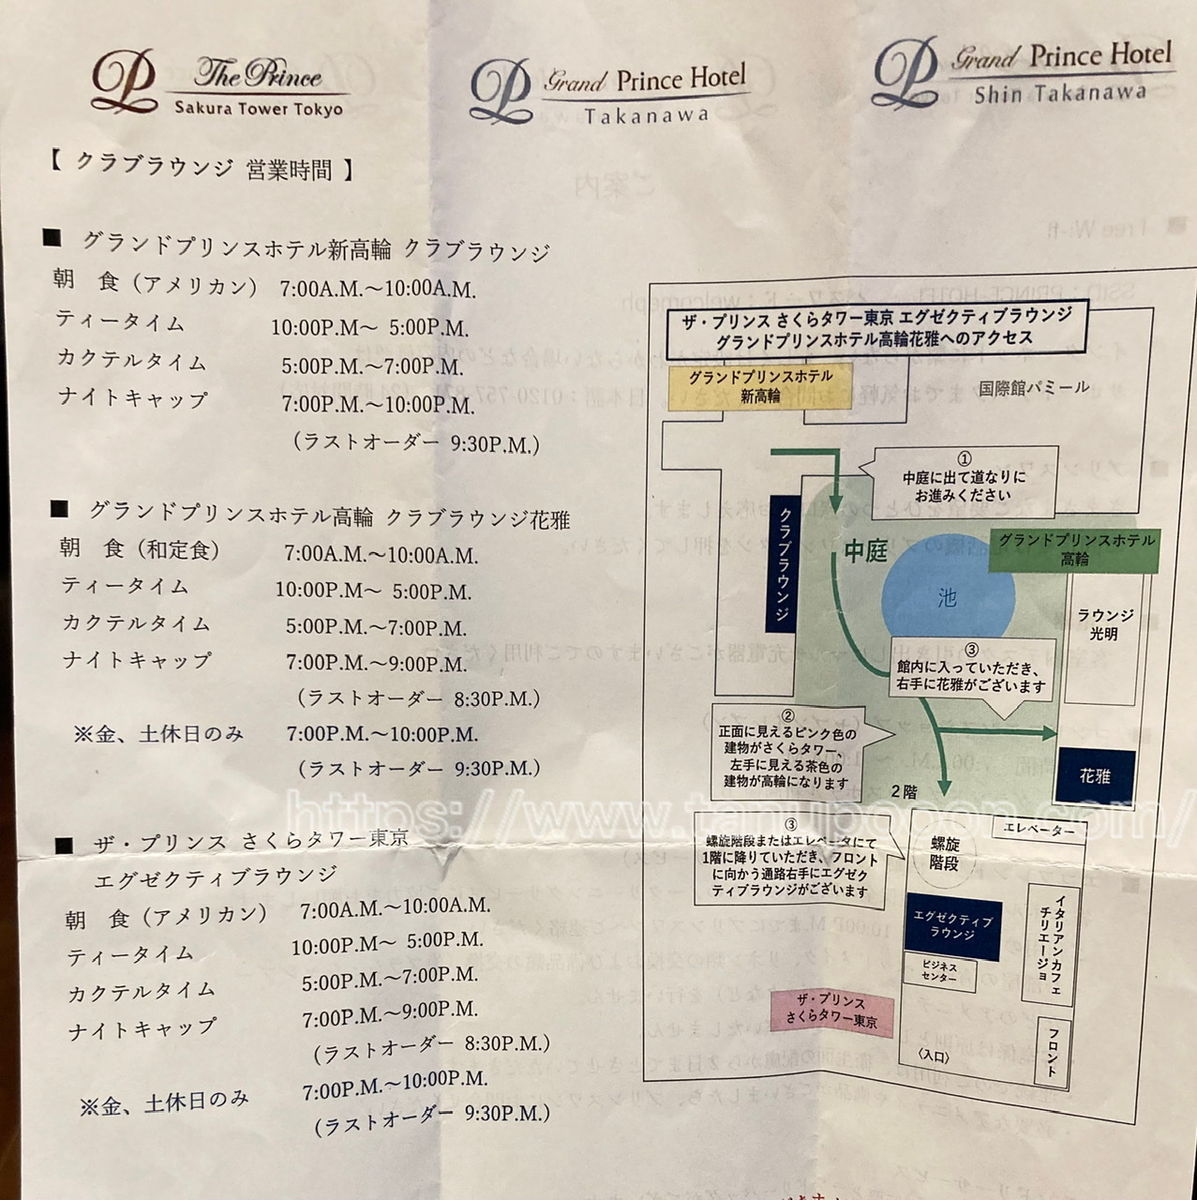 The Prince
Sakura Tower Tokyo
Grand Prince Hotel
Takanawa
Grand Prince Hotel
Shin Takanawa
【 クラブラウンジ 営業時間 】
■ グランドプリンスホテル新高輪 クラブラウンジ
朝 食（アメリカン） 7:00A.M.～10:00A.M.
ティータイム 10:00P.M～ 5:00P.M.
カクテルタイム 5:00P.M.～7:00P.M.
ナイトキャップ 7:00P.M.～10:00P.M.
（ラストオーダー 9:30P.M.）
■ グランドプリンスホテル高輪 クラブラウンジ花雅
朝 食（和定食） 7:00A.M.～10:00A.M.
ティータイム 10:00P.M～ 5:00P.M.
カクテルタイム 5:00P.M.～7:00P.M.
ナイトキャップ 7:00P.M.～9:00P.M.
（ラストオーダー 8:30P.M.）
※金、土休日のみ 7:00P.M.～10:00P.M.
（ラストオーダー 9:30P.M.）
■ ザ・プリンス さくらタワー東京
エグゼクティブラウンジ
朝 食（アメリカン） 7:00A.M.～10:00A.M.
ティータイム 10:00P.M～ 5:00P.M.
カクテルタイム 5:00P.M.～7:00P.M.
ナイトキャップ 7:00P.M.～9:00P.M.
（ラストオーダー 8:30P.M.）
※金、土休日のみ 7:00P.M.～10:00P.M.
（ラストオーダー 9:30P.M.）
ザ・プリンス さくらタワー東京 エグゼクティブラウンジ
グランドプリンスホテル高輪花雅へのアクセス
グランドプリンスホテル
新高輪
国際館パミール
①
中庭に出て道なりに
お進みください
クラブラウンジ
中庭
池
グランドプリンスホテル
高輪
ラウンジ
光明
③
館内に入っていただき、
右手に花雅がございます
②
正面に見えるピンク色の
建物がさくらタワー、
左手に見える茶色の
建物が高輪になります
花雅
2階
③
螺旋階段またはエレベータにて
1階に降りていただき、フロント
に向かう通路右手にエグゼク
ティブラウンジがございます
螺旋
階段
エレベーター
エグゼクティブ
ラウンジ
ビジネス
センター
イタリアンカフェ
チリエージョ
ザ・プリンス
さくらタワー東京
フロント
〈入口〉
https://www.tanupooon.com/